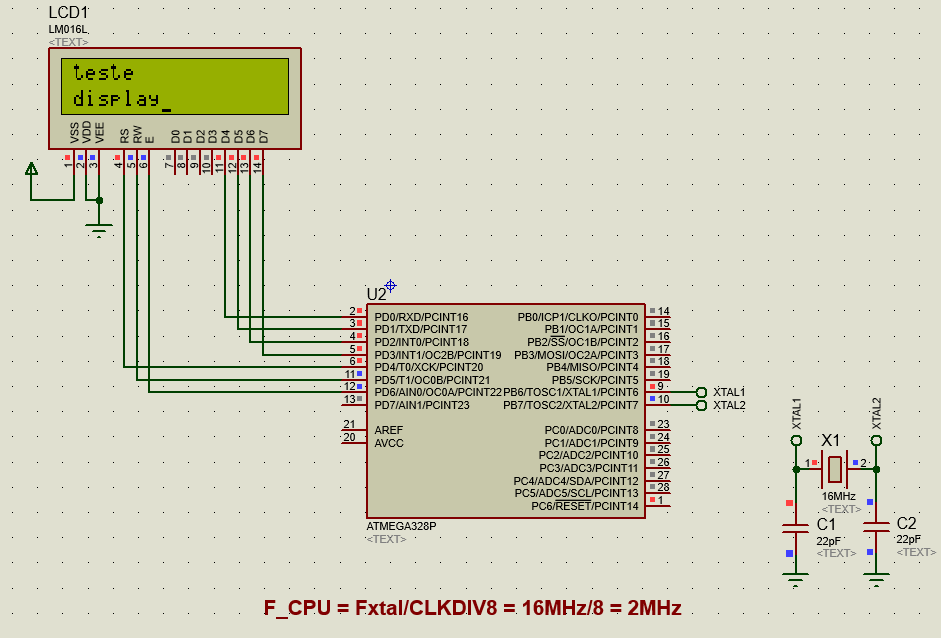 LCD1
LM016L
<TEXT>
teste
display_
VSS VDD VEE RS RW E D0 D1 D2 D3 D4 D5 D6 D7
1 2 3 4 5 6 7 8 9 10 11 12 13 14
U2
2 PD0/RXD/PCINT16 PB0/ICP1/CLKO/PCINT0 14
3 PD1/TXD/PCINT17 PB1/OC1A/PCINT1 15
4 PD2/INT0/PCINT18 PB2/SS/OC1B/PCINT2 16
5 PD3/INT1/OC2B/PCINT19 PB3/MOSI/OC2A/PCINT3 17
6 PD4/T0/XCK/PCINT20 PB4/MISO/PCINT4 18
11 PD5/T1/OC0B/PCINT21 PB5/SCK/PCINT5 19
12 PD6/AIN0/OC0A/PCINT22 PB6/TOSC1/XTAL1/PCINT6 9 XTAL1
13 PD7/AIN1/PCINT23 PB7/TOSC2/XTAL2/PCINT7 10 XTAL2
21 AREF PC0/ADC0/PCINT8 23
20 AVCC PC1/ADC1/PCINT9 24
PC2/ADC2/PCINT10 25
PC3/ADC3/PCINT11 26
PC4/ADC4/SDA/PCINT12 27
PC5/ADC5/SCL/PCINT13 28
PC6/RESET/PCINT14 1
ATMEGA328P
<TEXT>
XTAL1 XTAL2
X1
1 2
16MHz
<TEXT>
C1
22pF
<TEXT>
C2
22pF
<TEXT>
F_CPU = Fxtal/CLKDIV8 = 16MHz/8 = 2MHz